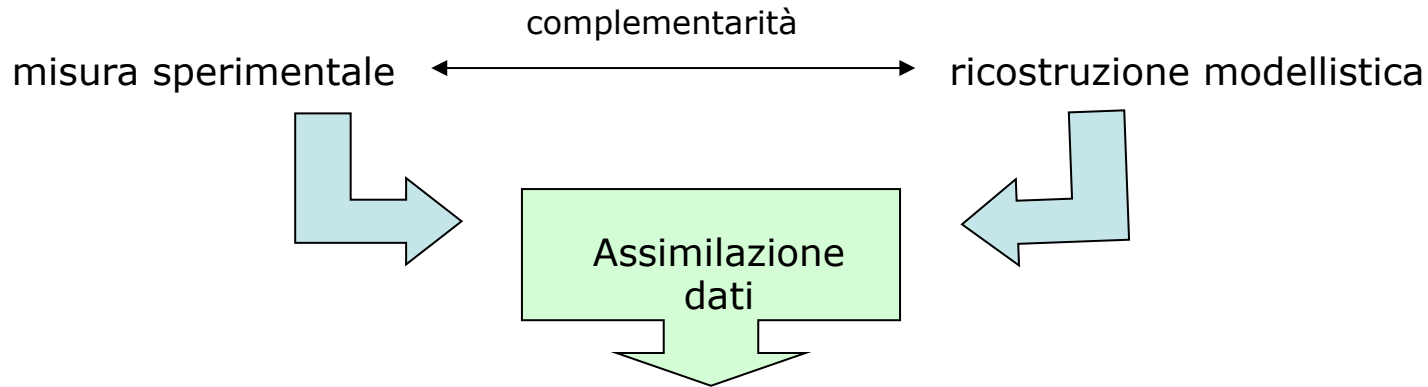 complementarità
misura sperimentale
ricostruzione modellistica
Assimilazione
dati